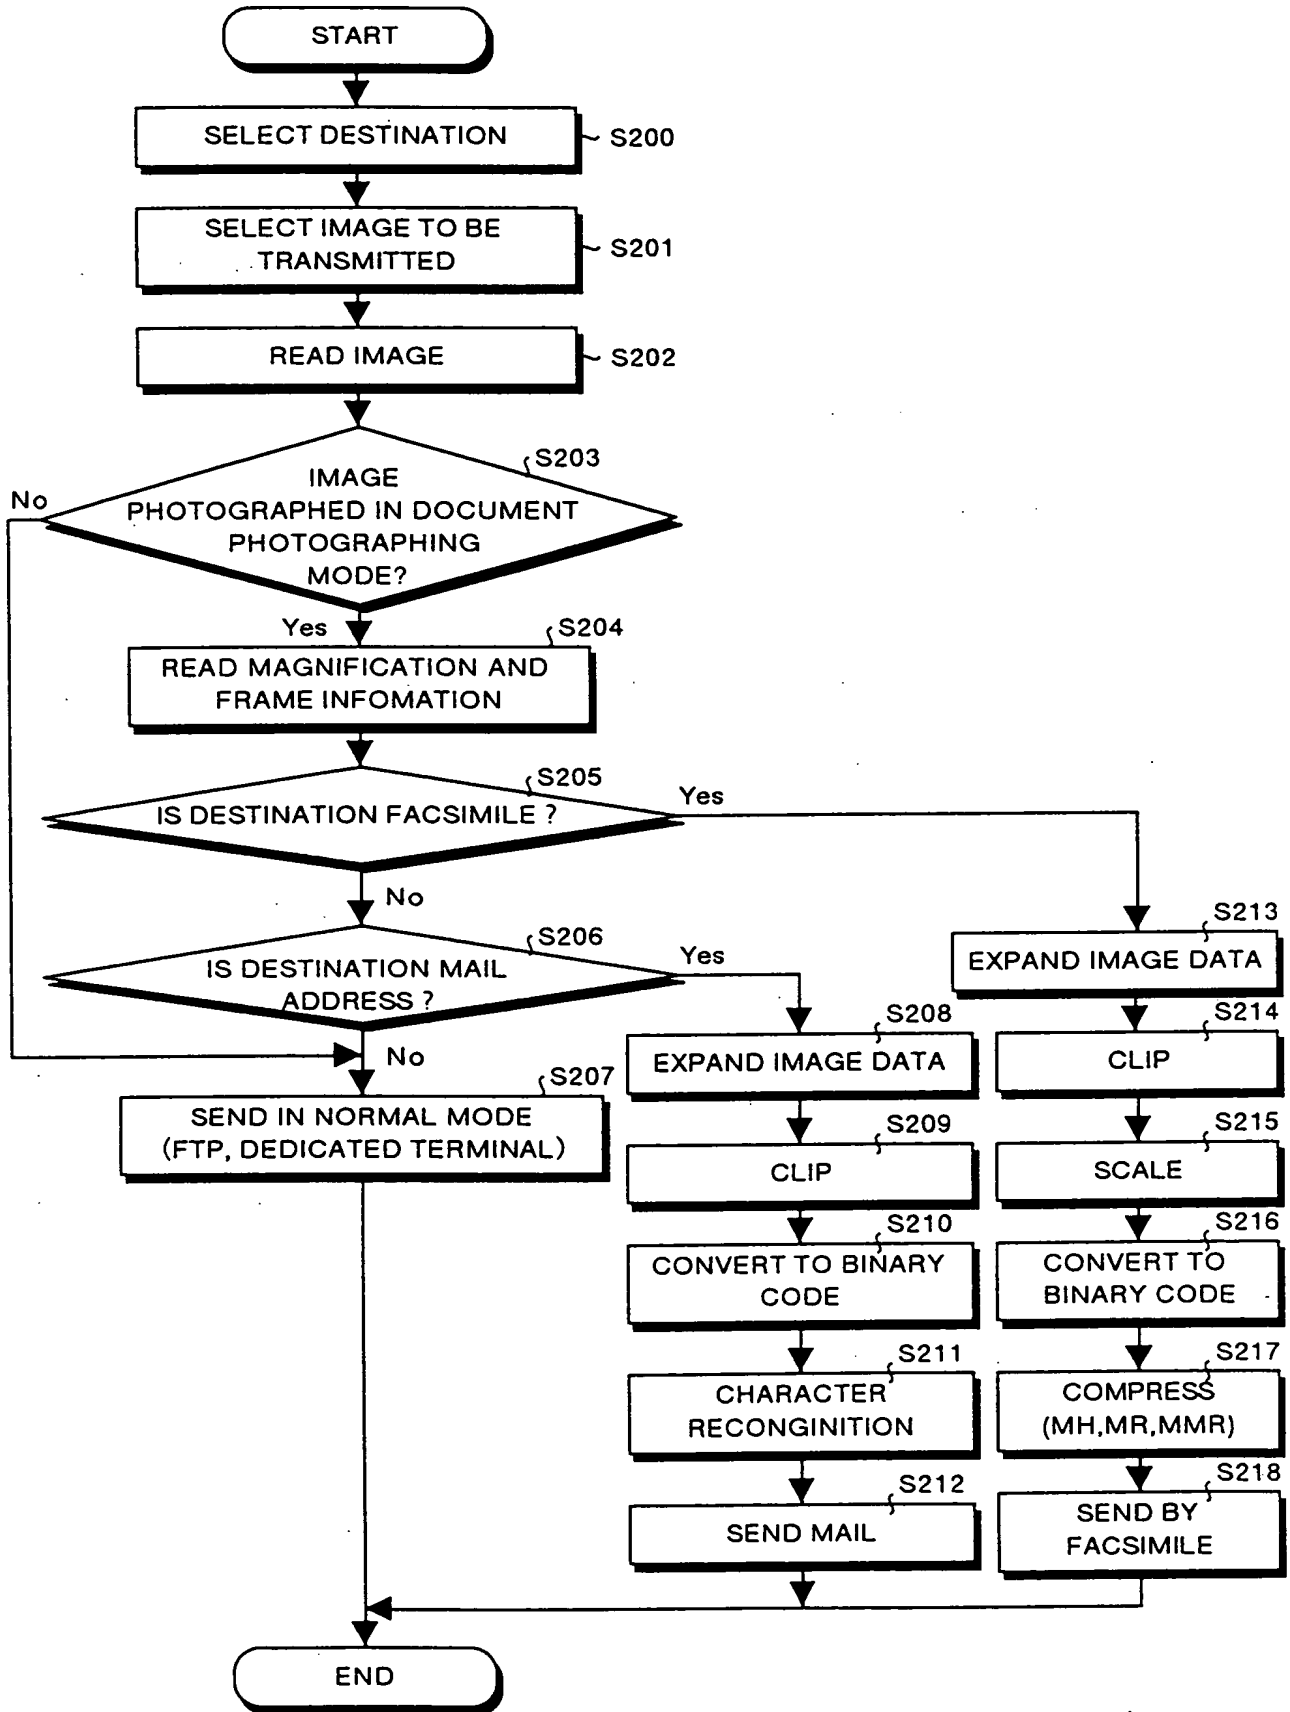 START
SELECT DESTINATION
S200
SELECT IMAGE TO BE
TRANSMITTED
S201
READ IMAGE
S202
S203
IMAGE
PHOTOGRAPHED IN DOCUMENT
PHOTOGRAPHING
MODE?
No
Yes
S204
READ MAGNIFICATION AND
FRAME INFOMATION
S205
IS DESTINATION FACSIMILE ?
Yes
No
S206
IS DESTINATION MAIL
ADDRESS ?
Yes
No
S207
SEND IN NORMAL MODE
(FTP, DEDICATED TERMINAL)
S208
EXPAND IMAGE DATA
S209
CLIP
S210
CONVERT TO BINARY
CODE
S211
CHARACTER
RECONGINITION
S212
SEND MAIL
S213
EXPAND IMAGE DATA
S214
CLIP
S215
SCALE
S216
CONVERT TO
BINARY CODE
S217
COMPRESS
(MH,MR,MMR)
S218
SEND BY
FACSIMILE
END